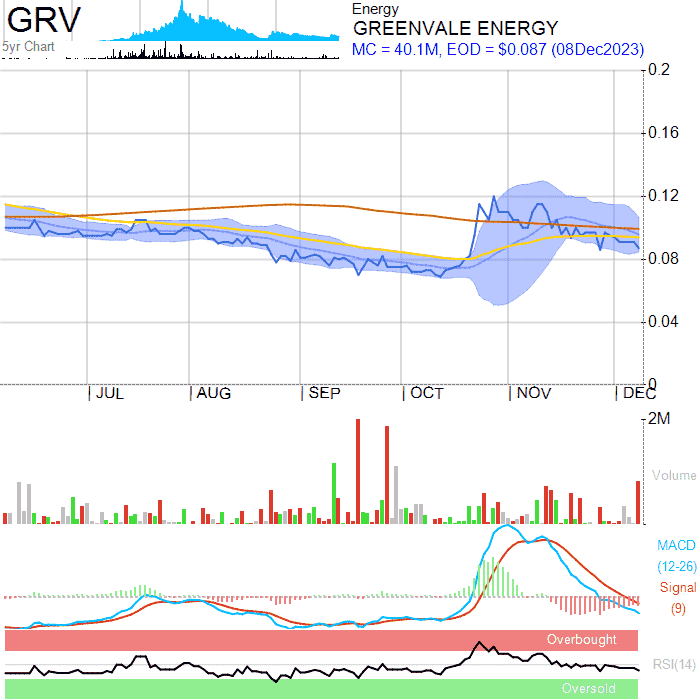 GRV
5yr Chart
Energy
GREENVALE ENERGY
MC = 40.1M, EOD = $0.087 (08Dec2023)
0.2
0.16
0.12
0.08
0.04
0
JUL AUG SEP OCT NOV DEC
2M
Volume
MACD
(12-26)
Signal
(9)
Overbought
RSI(14)
Oversold